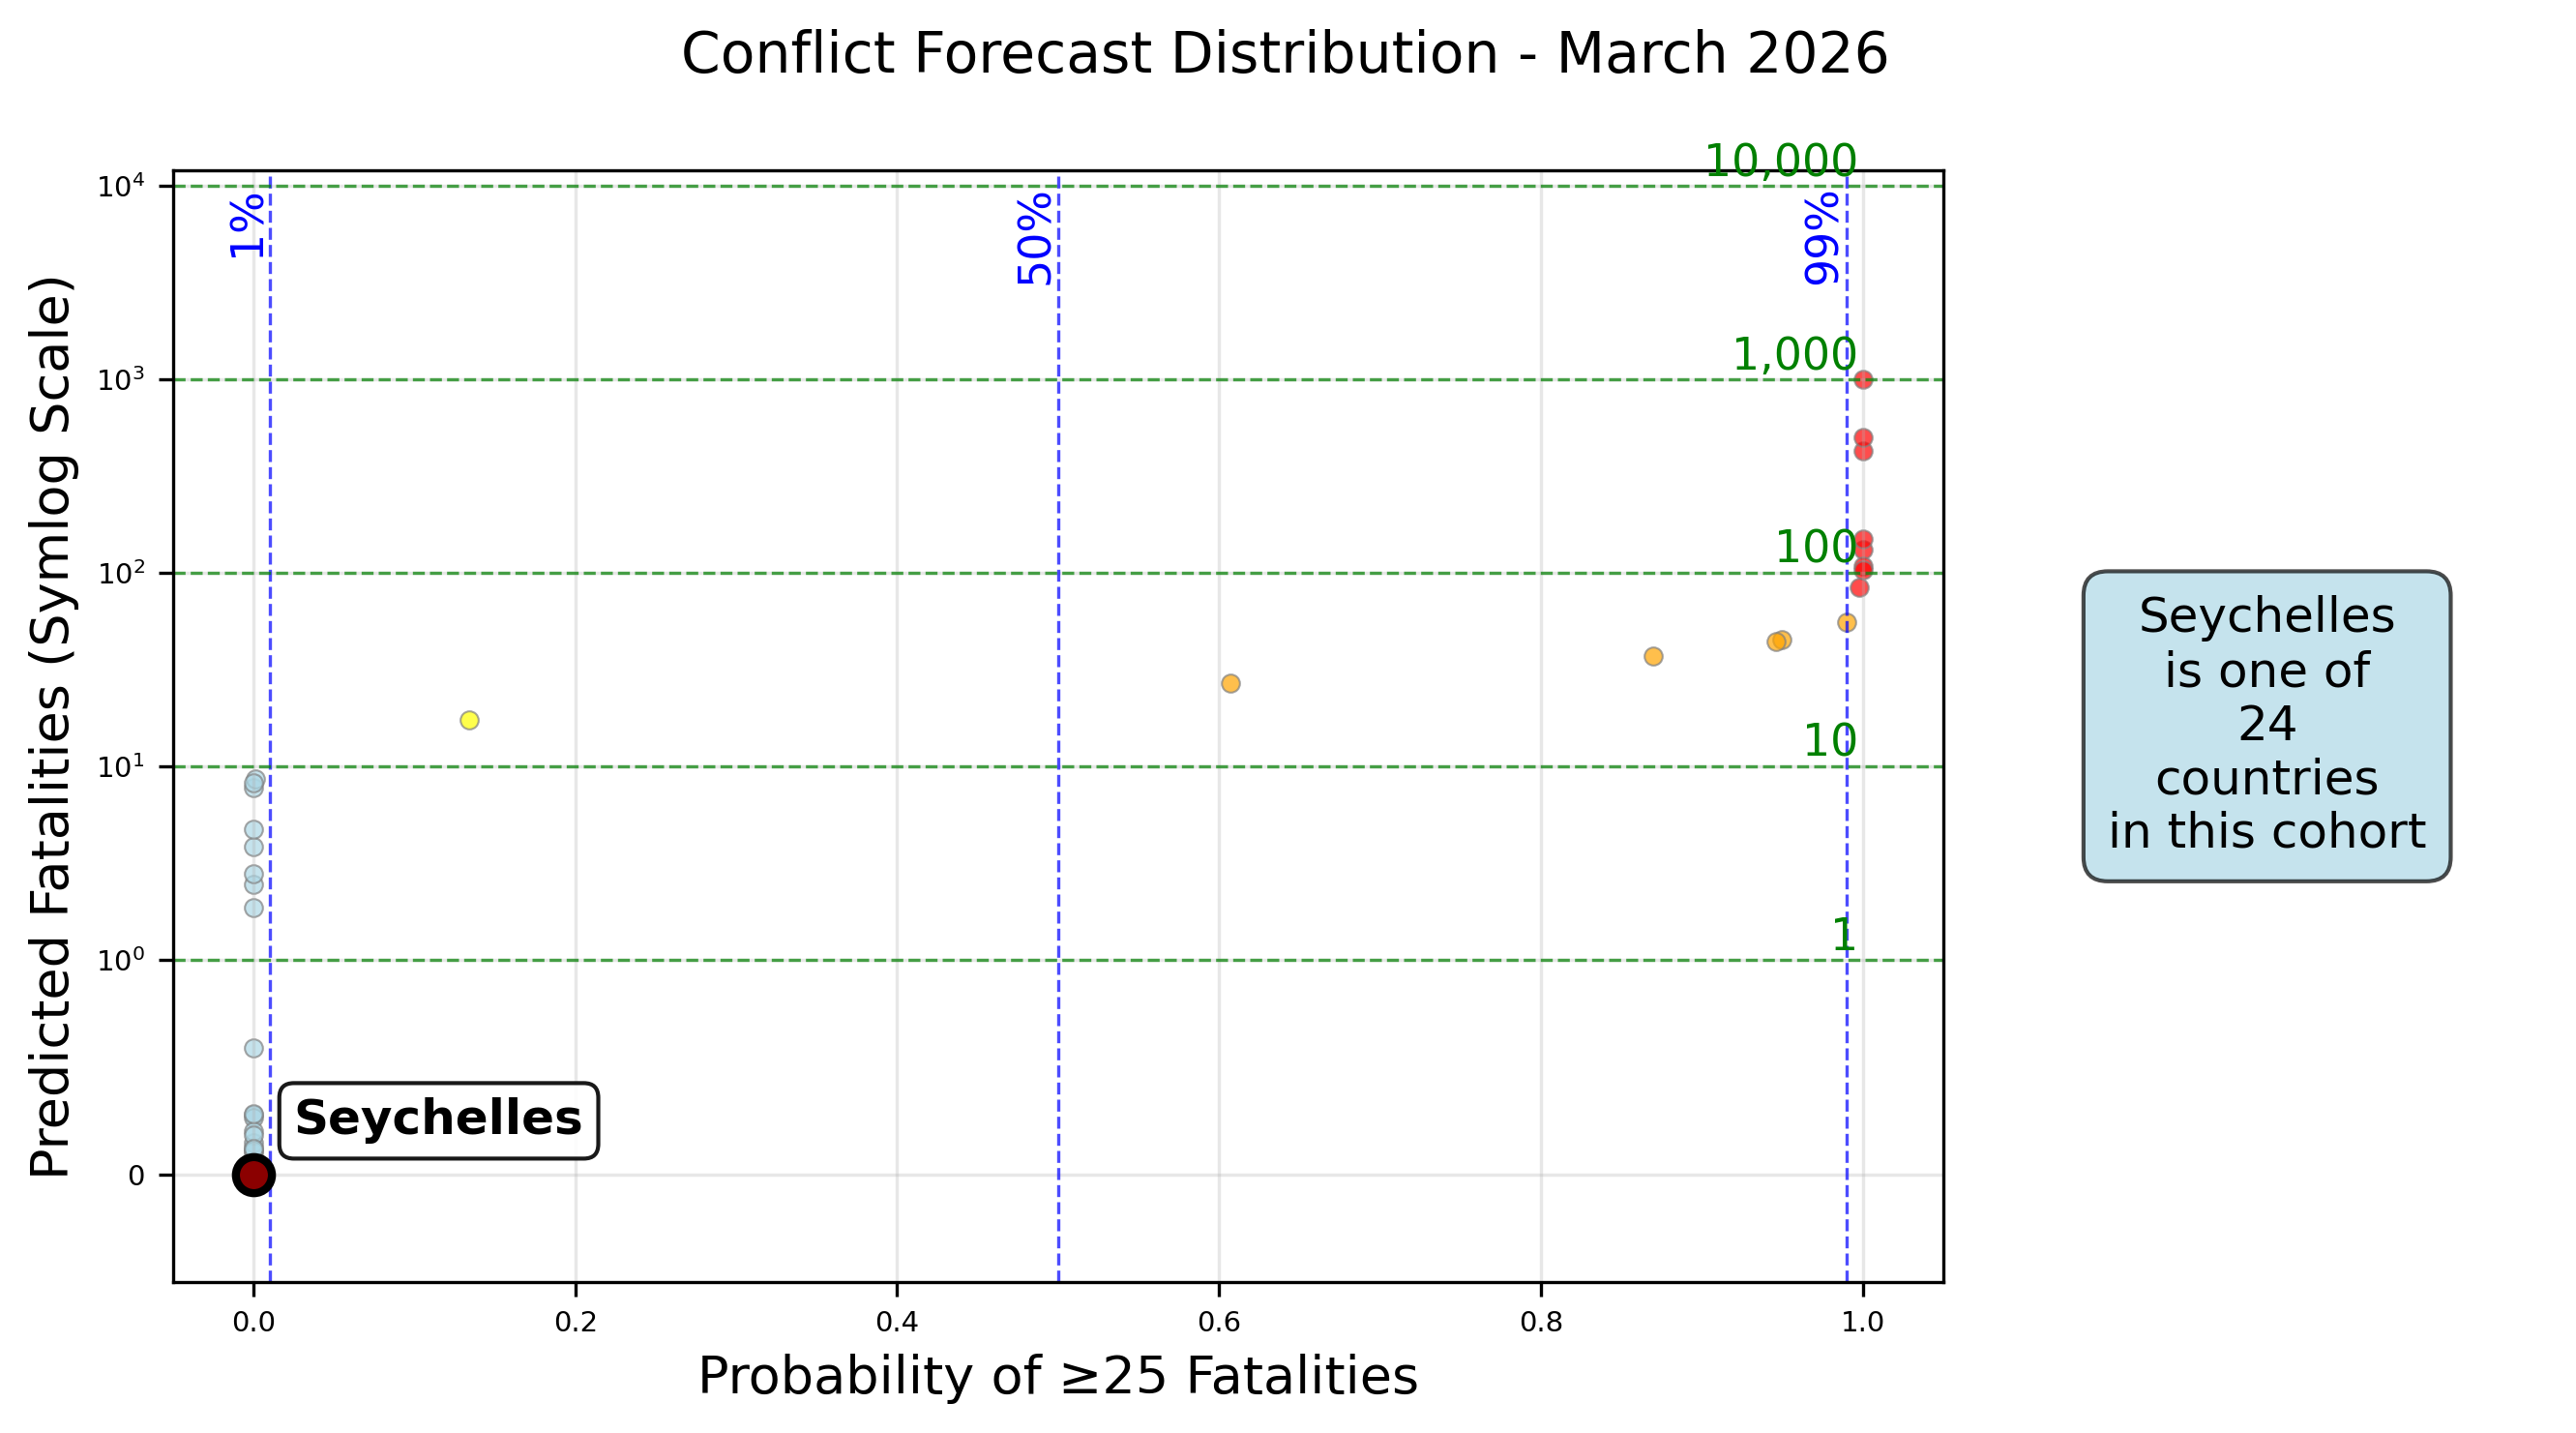 Conflict Forecast Distribution - March 2026
Predicted Fatalities (Symlog Scale)
10⁴
10³
10²
10¹
10⁰
0
1%
50%
99%
10,000
1,000
100
10
1
Seychelles
0.0
0.2
0.4
0.6
0.8
1.0
Probability of ≥25 Fatalities
Seychelles
is one of
24
countries
in this cohort